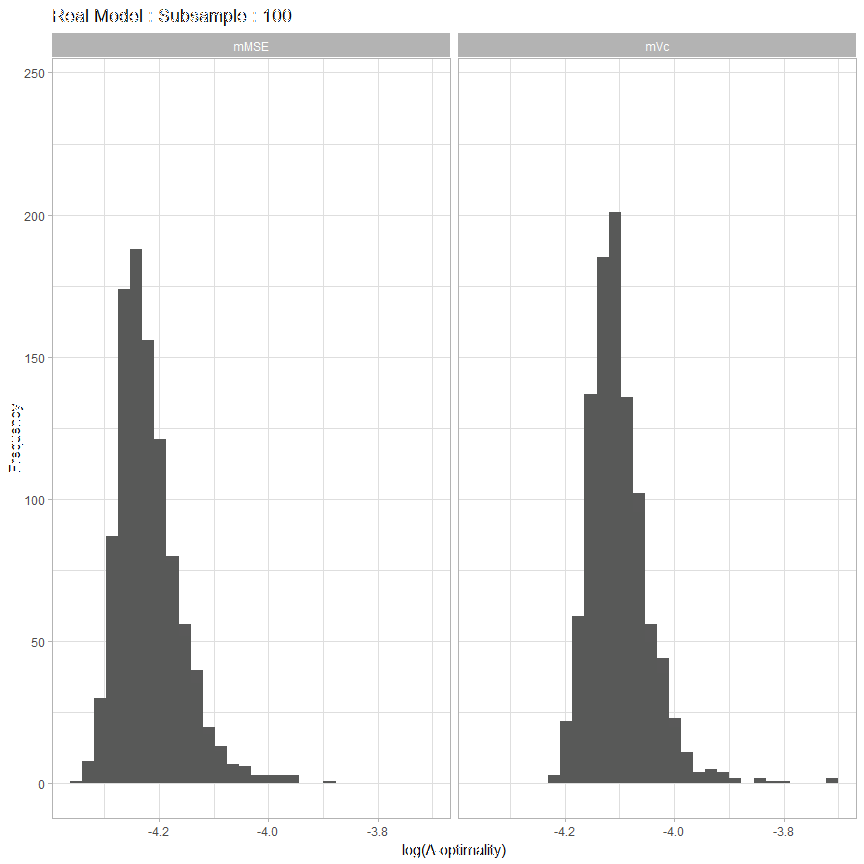 Real Model : Subsample : 100
mMSE
mVc
250
200
150
100
50
0
Frequency
-4.2
-4.0
-3.8
-4.2
-4.0
-3.8
log(A-optimality)